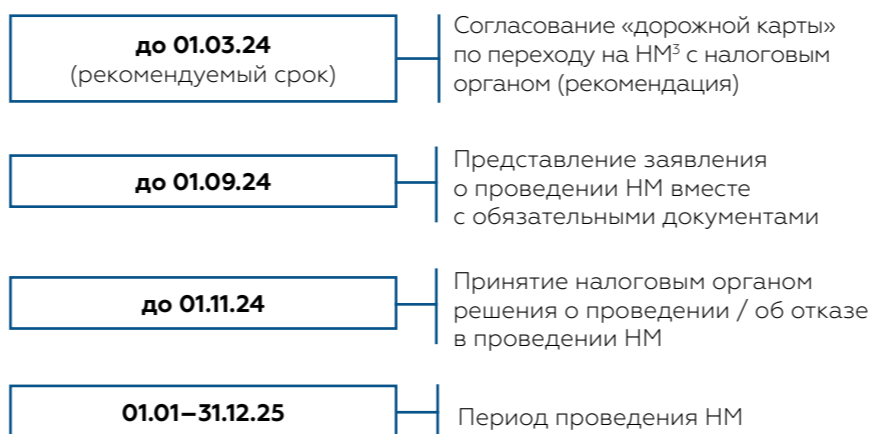 до 01.03.24
(рекомендуемый срок)
Согласование «дорожной карты»
по переходу на НМ³ с налоговым
органом (рекомендация)
до 01.09.24
Представление заявления
о проведении НМ вместе
с обязательными документами
до 01.11.24
Принятие налоговым органом
решения о проведении / об отказе
в проведении НМ
01.01–31.12.25
Период проведения НМ